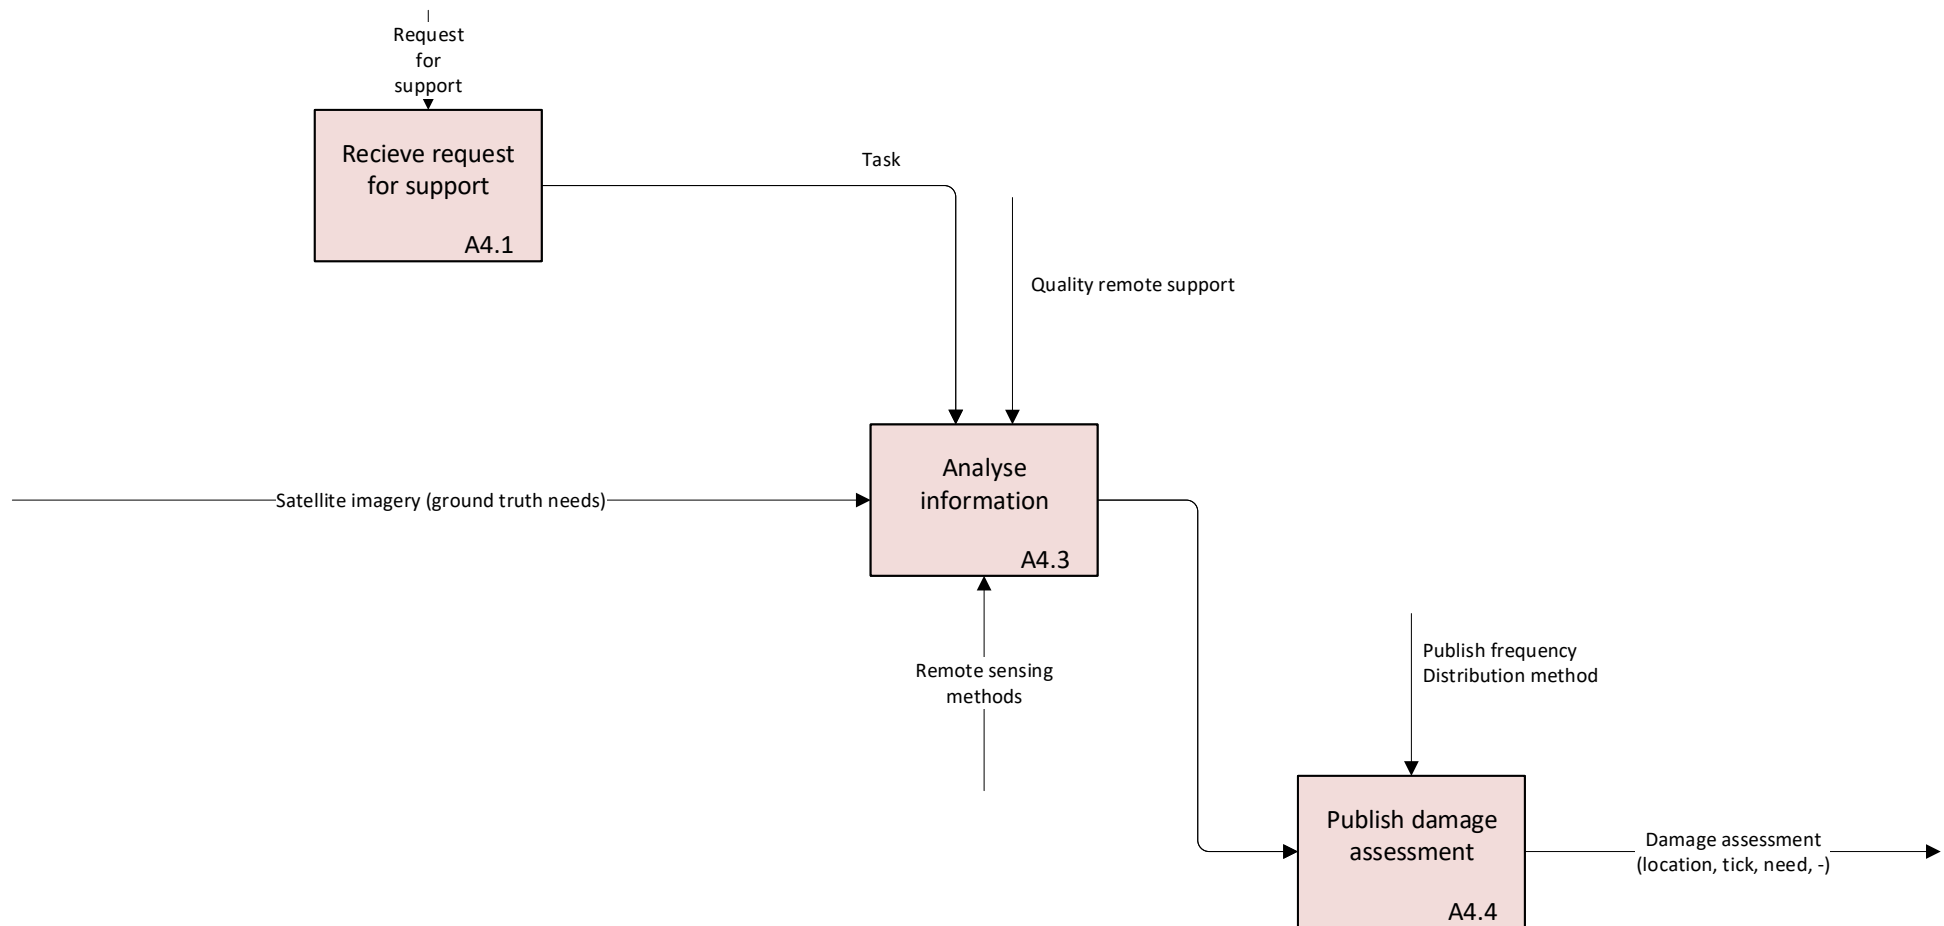 Request
for
support
Recieve request
for support
A4.1
Task
Quality remote support
Analyse
information
A4.3
Satellite imagery (ground truth needs)
Remote sensing
methods
Publish frequency
Distribution method
Publish damage
assessment
A4.4
Damage assessment
(location, tick, need, -)